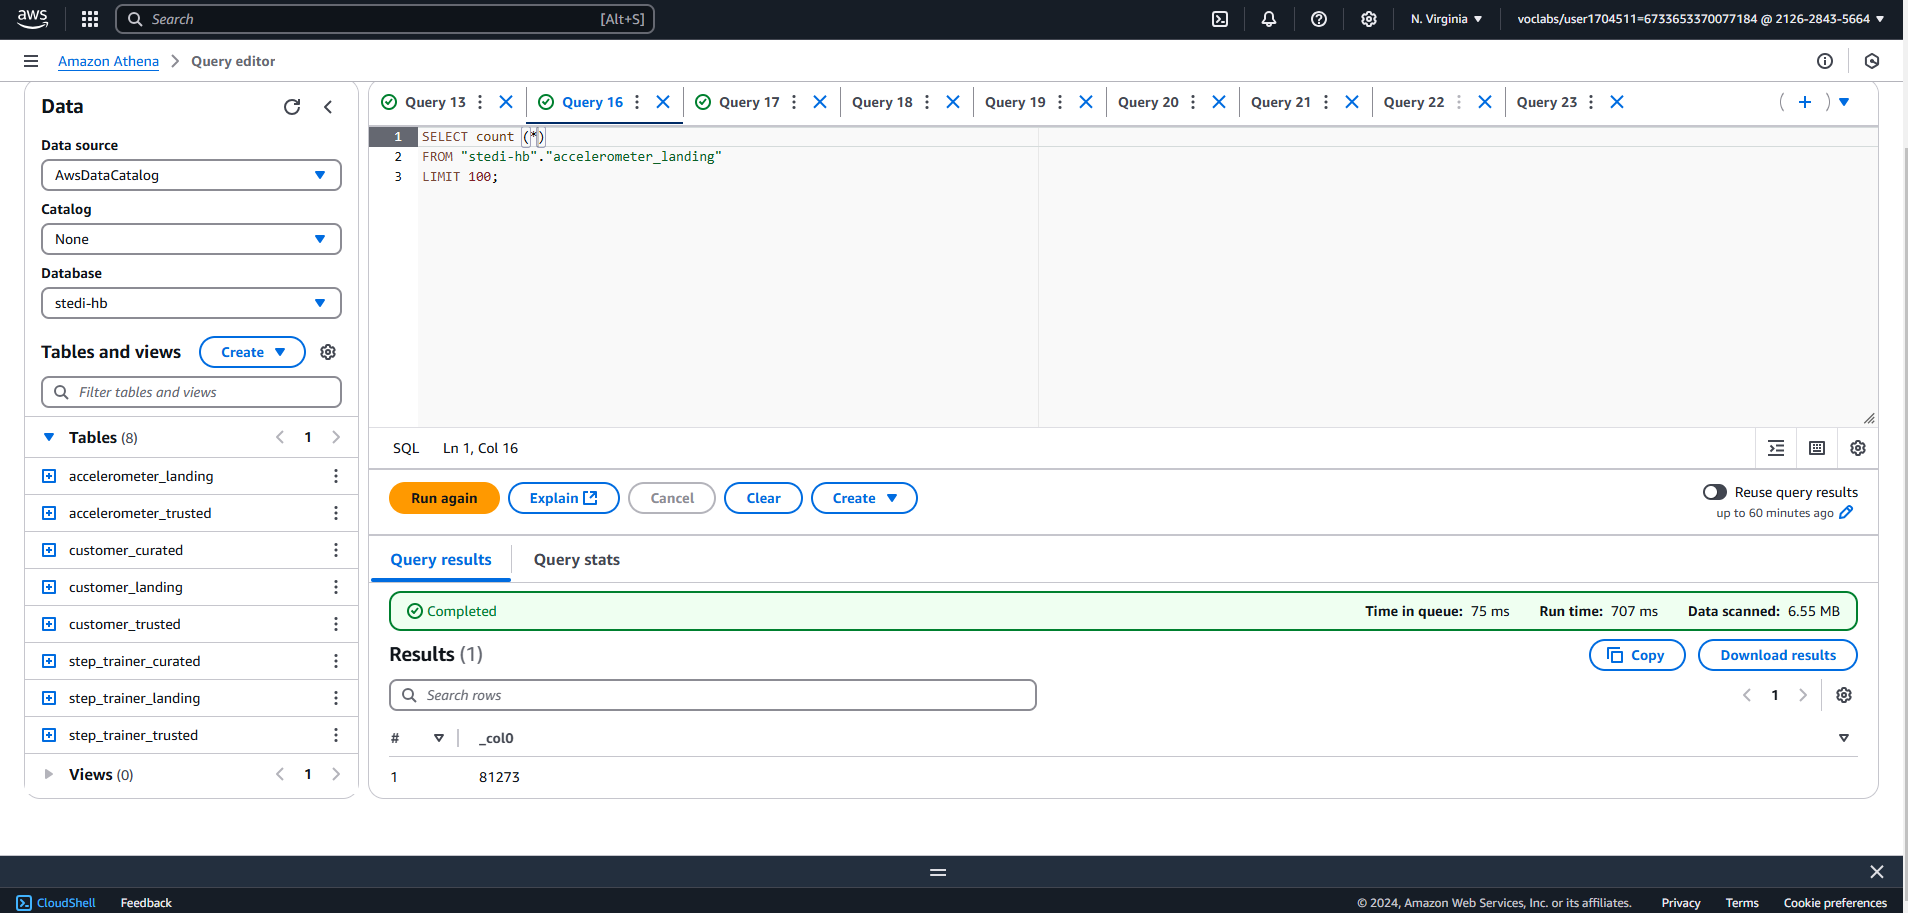 aws
Search [Alt+S]
N. Virginia
voclabs/user1704511=6733653370077184 @ 2126-2843-5664
Amazon Athena
Query editor
Data
Data source
AwsDataCatalog
Catalog
None
Database
stedi-hb
Tables and views
Create
Filter tables and views
Tables (8)
1
accelerometer_landing
accelerometer_trusted
customer_curated
customer_landing
customer_trusted
step_trainer_curated
step_trainer_landing
step_trainer_trusted
Views (0)
1
Query 13
Query 16
Query 17
Query 18
Query 19
Query 20
Query 21
Query 22
Query 23
1 SELECT count (*)
2 FROM "stedi-hb"."accelerometer_landing"
3 LIMIT 100;
SQL Ln 1, Col 16
Run again
Explain
Cancel
Clear
Create
Reuse query results
up to 60 minutes ago
Query results
Query stats
Completed
Time in queue: 75 ms
Run time: 707 ms
Data scanned: 6.55 MB
Results (1)
Copy
Download results
Search rows
1
# _col0
1 81273
CloudShell
Feedback
© 2024, Amazon Web Services, Inc. or its affiliates.
Privacy
Terms
Cookie preferences